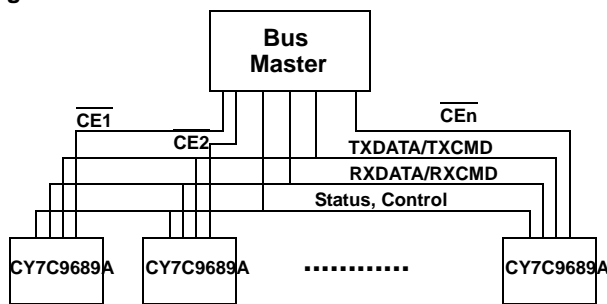 g
Bus
Master
CE1
CE2
CEn
TXDATA/TXCMD
RXDATA/RXCMD
Status, Control
CY7C9689A
CY7C9689A
............
CY7C9689A